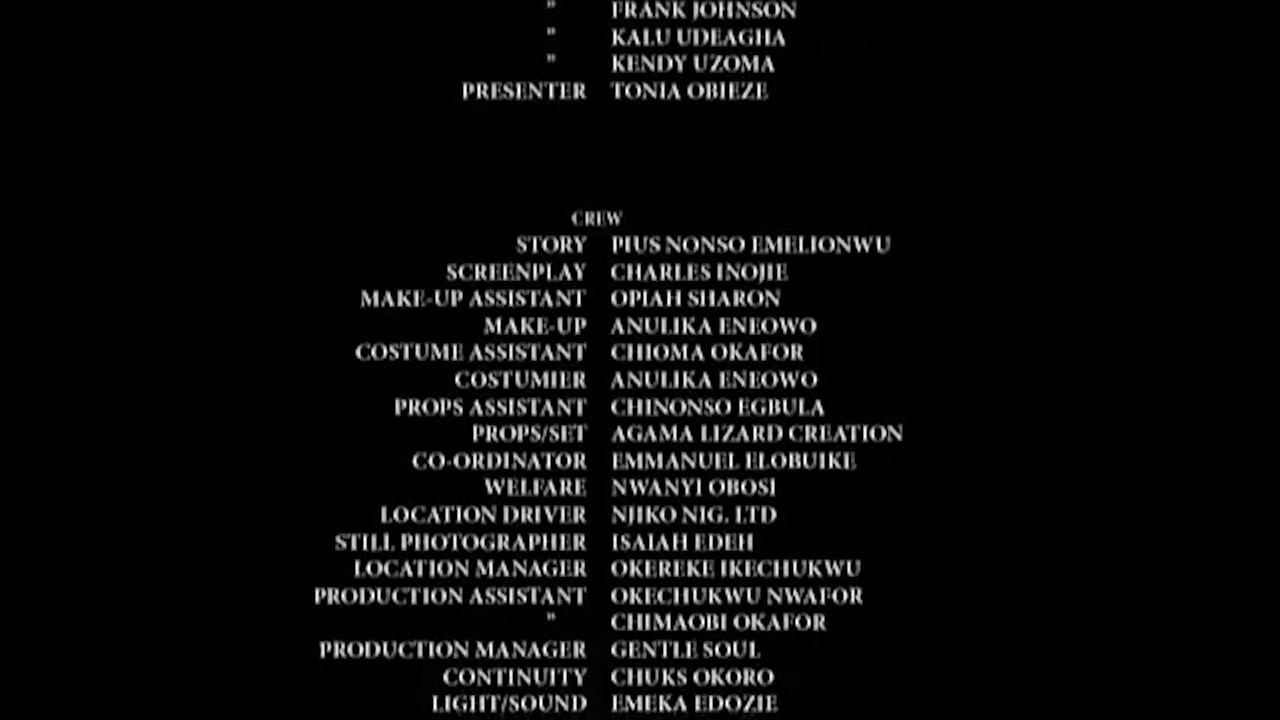 " FRANK JOHNSON
" KALU UDEAGHA
" KENDY UZOMA
PRESENTER TONIA OBIEZE
CREW
STORY PIUS NONSO EMELIONWU
SCREENPLAY CHARLES INOJIE
MAKE-UP ASSISTANT OPIAH SHARON
MAKE-UP ANULIKA ENEOWO
COSTUME ASSISTANT CHIOMA OKAFOR
COSTUMIER ANULIKA ENEOWO
PROPS ASSISTANT CHINONSO EGBULA
PROPS/SET AGAMA LIZARD CREATION
CO-ORDINATOR EMMANUEL ELOBUIKE
WELFARE NWANYI OBOSI
LOCATION DRIVER NJIKO NIG. LTD
STILL PHOTOGRAPHER ISAIAH EDEH
LOCATION MANAGER OKEREKE IKECHUKWU
PRODUCTION ASSISTANT OKECHUKWU NWAFOR
" CHIMAOBI OKAFOR
PRODUCTION MANAGER GENTLE SOUL
CONTINUITY CHUKS OKORO
LIGHT/SOUND EMEKA EDOZIE